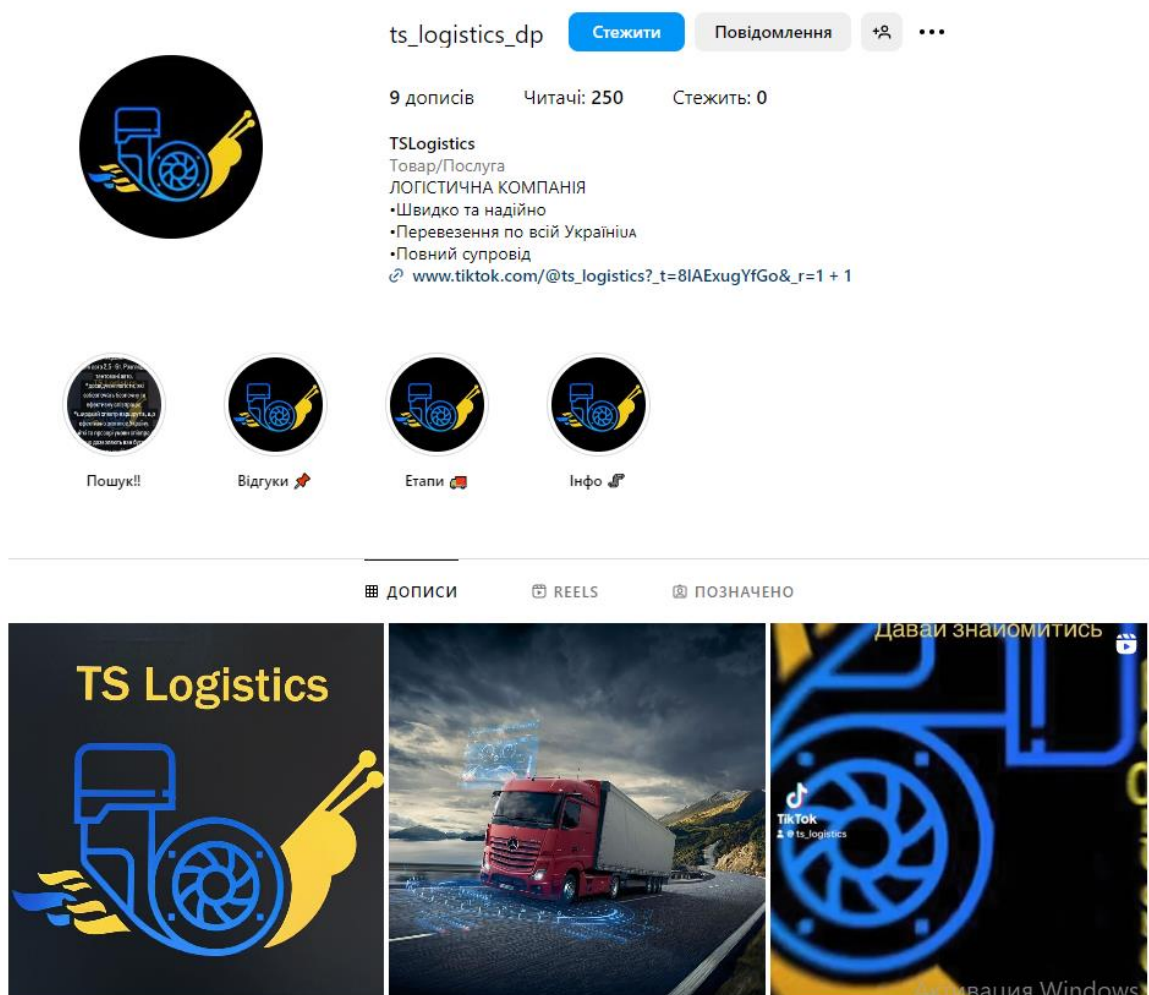 ts_logistics_dp Стежити Повідомлення
9 дописів Читачі: 250 Стежить: 0
TSLogistics
Товар/Послуга
ЛОГІСТИЧНА КОМПАНІЯ
•Швидко та надійно
•Перевезення по всій Україні🇺🇦
•Повний супровід
www.tiktok.com/@ts_logistics?_t=8lAExugYfGo&_r=1 + 1
Пошук!! Відгуки 📌 Етапи 🚚 Інфо 🖇
ДОПИСИ REELS ПОЗНАЧЕНО
TS Logistics
Давай знайомитись
TikTok
@ts_logistics
Активация Windows